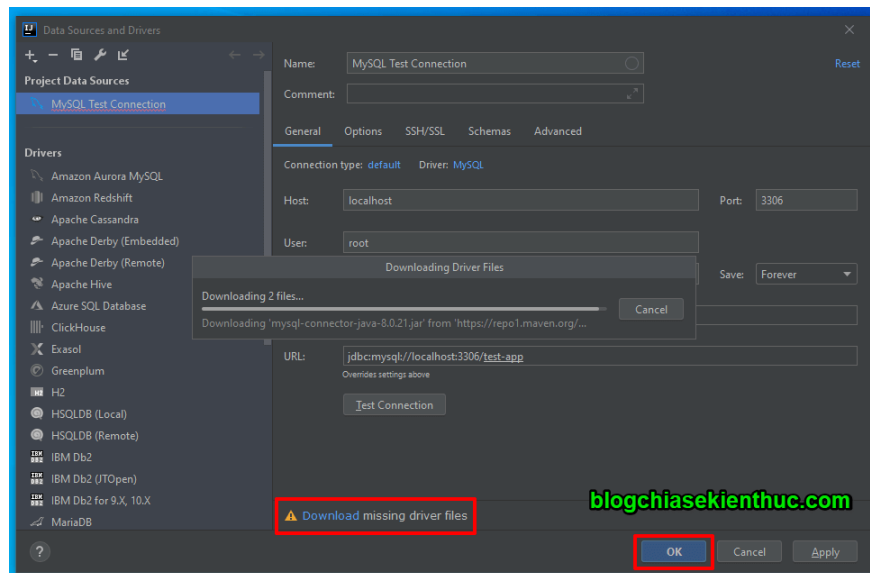 Data Sources and Drivers
Project Data Sources
MySQL Test Connection
Drivers
Amazon Aurora MySQL
Amazon Redshift
Apache Cassandra
Apache Derby (Embedded)
Apache Derby (Remote)
Apache Hive
Azure SQL Database
ClickHouse
Exasol
Greenplum
H2
HSQLDB (Local)
HSQLDB (Remote)
IBM Db2
IBM Db2 (JTOpen)
IBM Db2 for 9.X, 10.X
MariaDB
Name: MySQL Test Connection Reset
Comment:
General Options SSH/SSL Schemas Advanced
Connection type: default Driver: MySQL
Host: localhost Port: 3306
User: root
Save: Forever
Downloading Driver Files
Downloading 2 files...
Cancel
Downloading 'mysql-connector-java-8.0.21.jar' from 'https://repo1.maven.org/...
URL: jdbc:mysql://localhost:3306/test-app
Overrides settings above
Test Connection
blogchiasekienthuc.com
Download missing driver files
? OK Cancel Apply